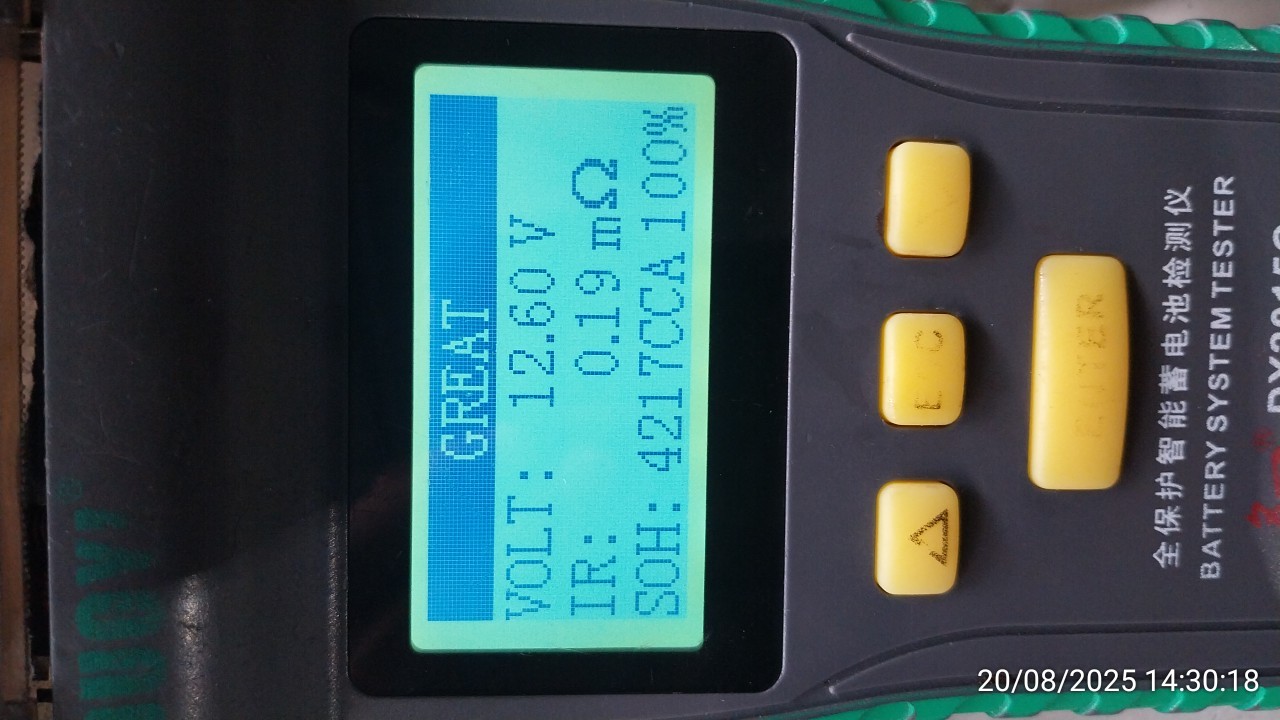 GREAT
VOLT: 12.60 V
IR: 0.19 mΩ
SOH: 4217CCA 100%
L C
全保护智能蓄电池检测仪
BATTERY SYSTEM TESTER
20/08/2025 14:30:18